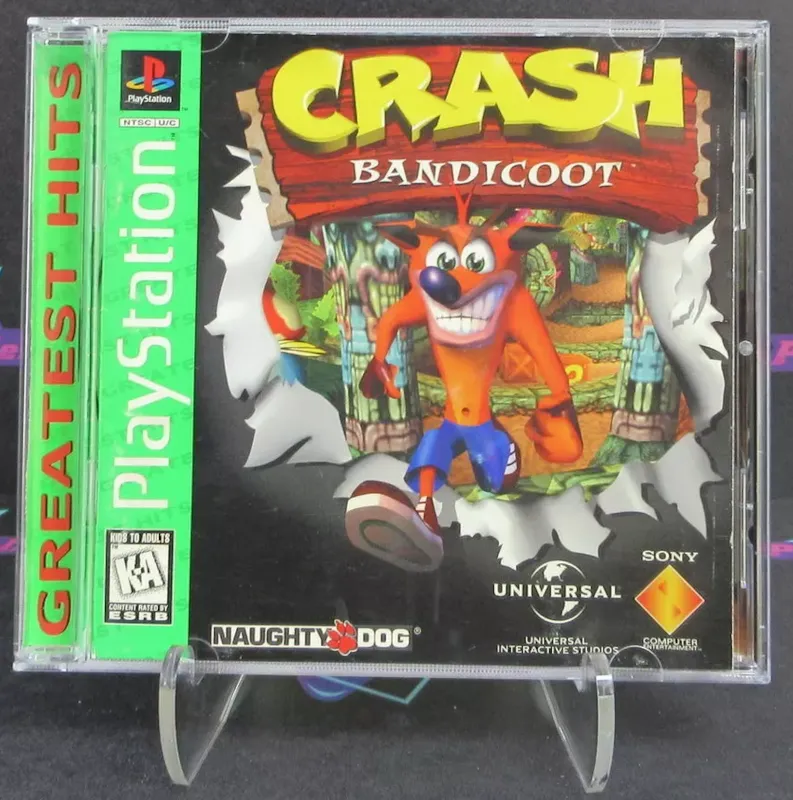 GREATEST HITS
PlayStation
NTSC U/C
PlayStation
KIDS TO ADULTS
K-A
CONTENT RATED BY
ESRB
CRASH
BANDICOOT
NAUGHTY DOG
UNIVERSAL
UNIVERSAL
INTERACTIVE STUDIOS
SONY
COMPUTER
ENTERTAINMENT